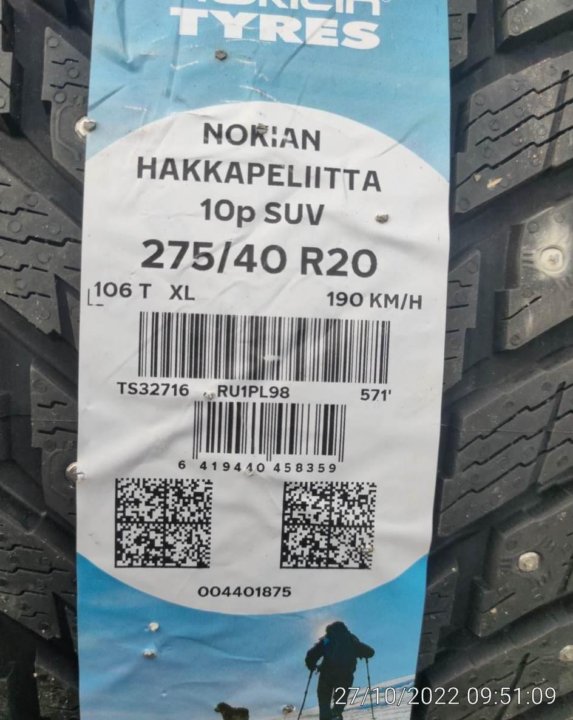 TYRES
NOKIAN
HAKKAPELIITTA
10p SUV
275/40 R20
106 T XL 190 KM/H
TS32716 RU1PL98 571'
6 419440 458359
004401875
27/10/2022 09:51:09